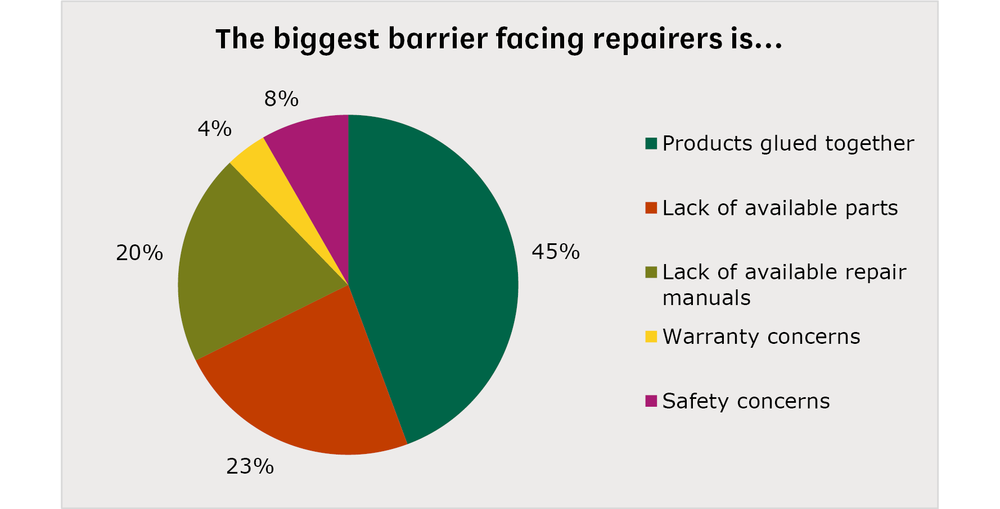 The biggest barrier facing repairers is...
8%
4%
20%
45%
23%
Products glued together
Lack of available parts
Lack of available repair
manuals
Warranty concerns
Safety concerns